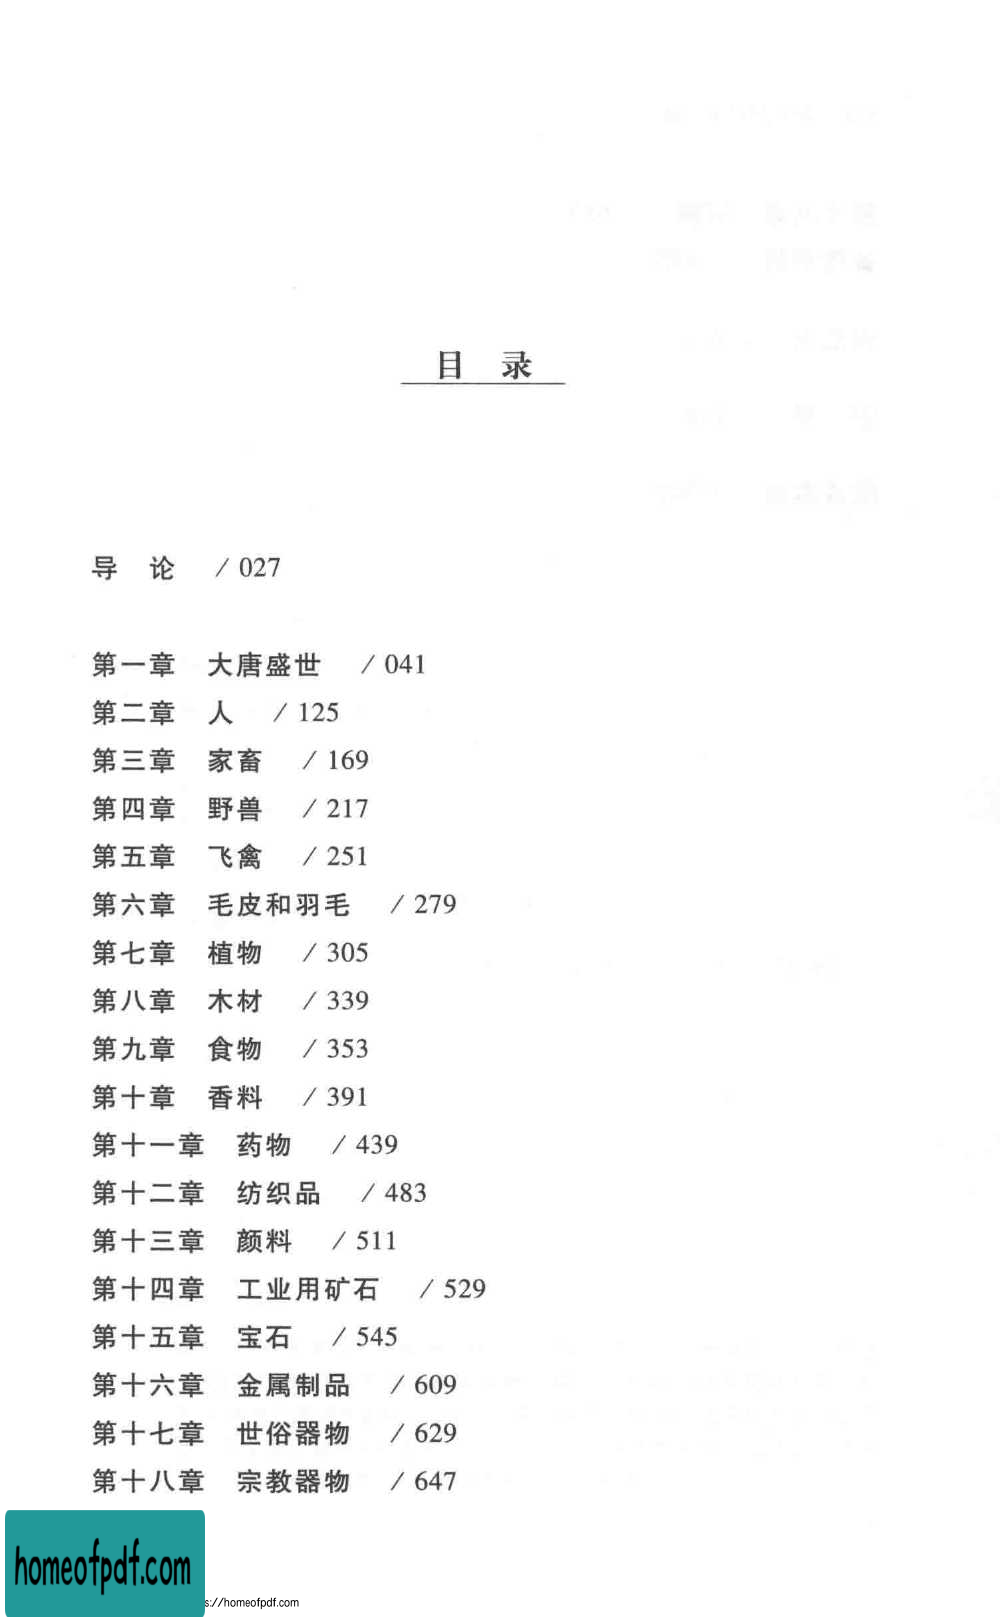 目 录
导 论 / 027
第一章 大唐盛世 / 041
第二章 人 / 125
第三章 家畜 / 169
第四章 野兽 / 217
第五章 飞禽 / 251
第六章 毛皮和羽毛 / 279
第七章 植物 / 305
第八章 木材 / 339
第九章 食物 / 353
第十章 香料 / 391
第十一章 药物 / 439
第十二章 纺织品 / 483
第十三章 颜料 / 511
第十四章 工业用矿石 / 529
第十五章 宝石 / 545
第十六章 金属制品 / 609
第十七章 世俗器物 / 629
第十八章 宗教器物 / 647
homeofpdf.com
s://homeofpdf.com